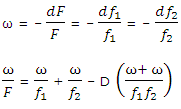 ω = − dF/F = − df₁/f₁ = − df₂/f₂
ω/F = ω/f₁ + ω/f₂ − D (ω+ ω/f₁f₂)